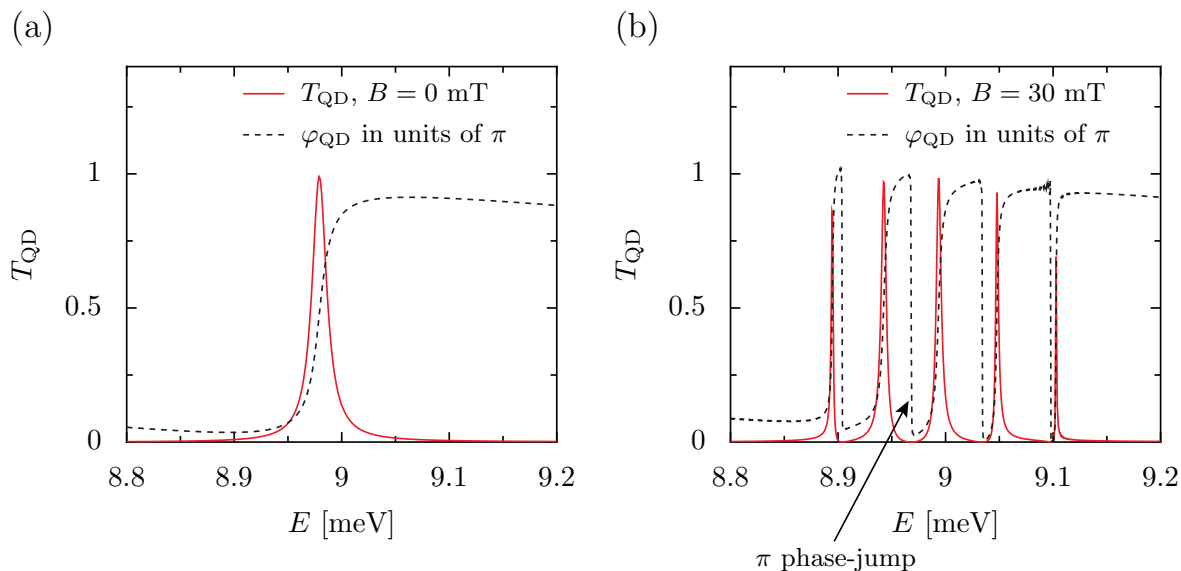 (a)
T_QD, B = 0 mT
φ_QD in units of π
1
0.5
0
T_QD
8.8 8.9 9 9.1 9.2
E [meV]
(b)
T_QD, B = 30 mT
φ_QD in units of π
1
0.5
0
T_QD
8.8 8.9 9 9.1 9.2
E [meV]
π phase-jump